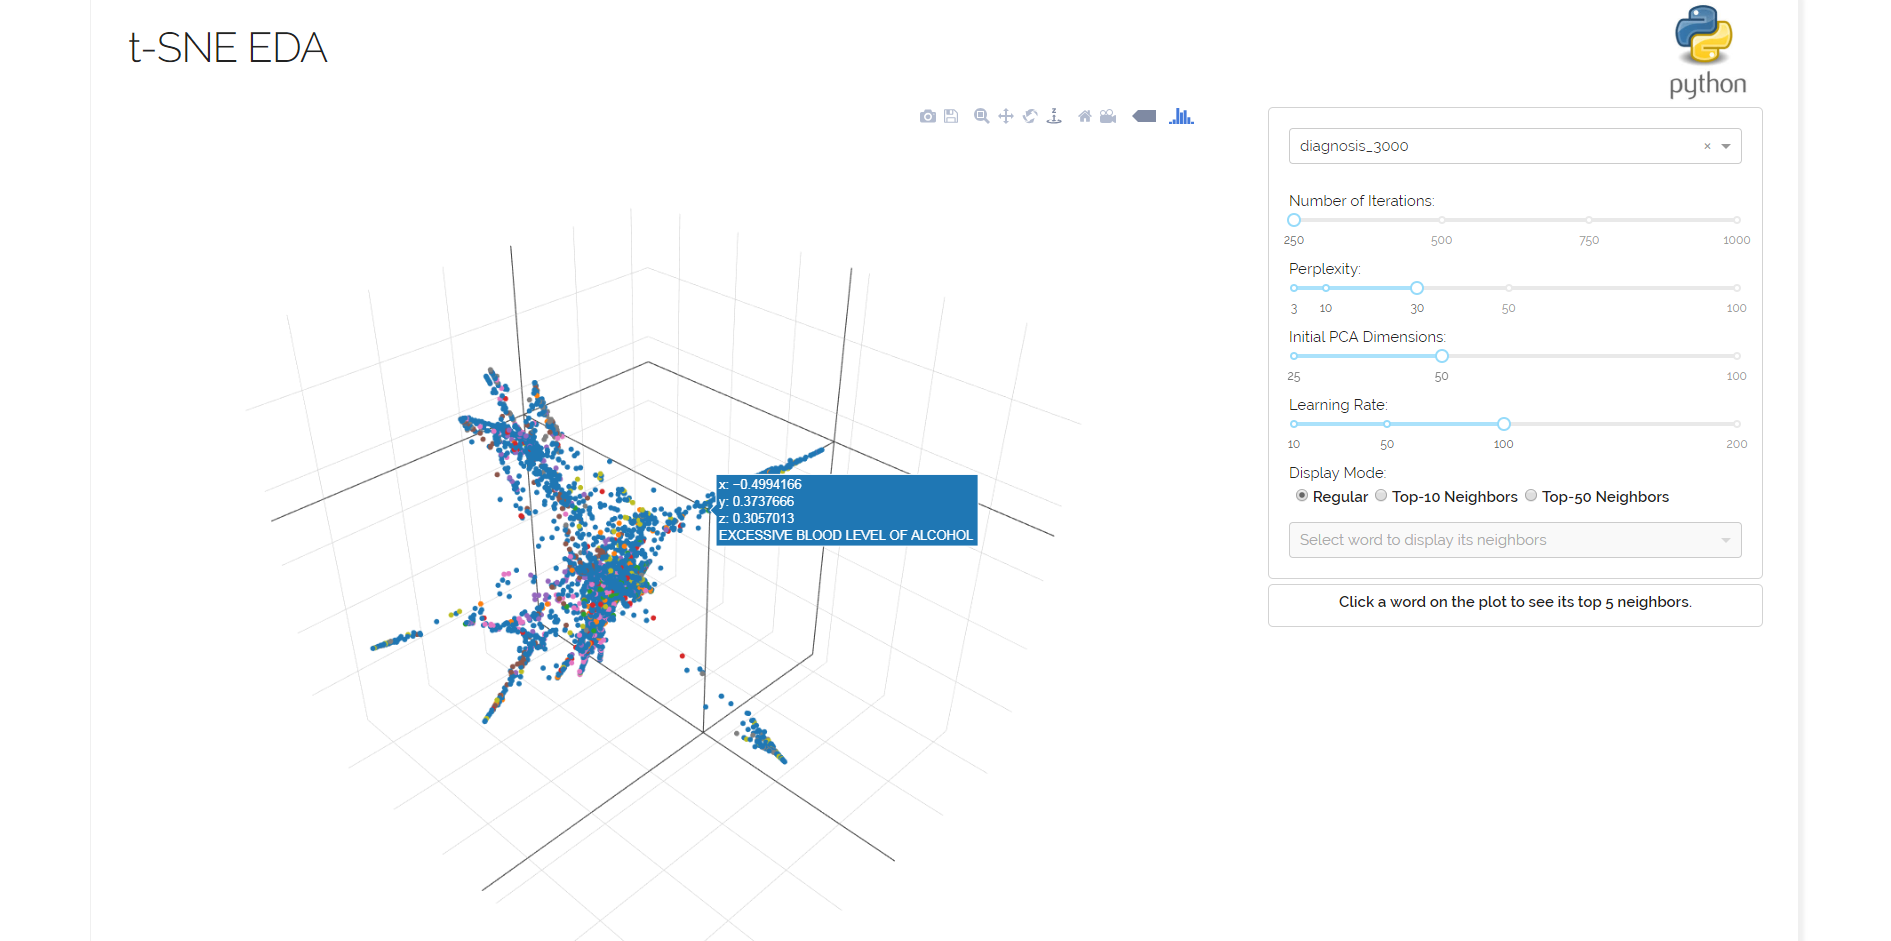 t-SNE EDA
python
diagnosis_3000
Number of Iterations:
250 500 750 1000
Perplexity:
3 10 30 50 100
Initial PCA Dimensions:
25 50 100
Learning Rate:
10 50 100 200
Display Mode:
Regular Top-10 Neighbors Top-50 Neighbors
Select word to display its neighbors
Click a word on the plot to see its top 5 neighbors.
x: −0.4994166
y: 0.3737666
z: 0.3057013
EXCESSIVE BLOOD LEVEL OF ALCOHOL